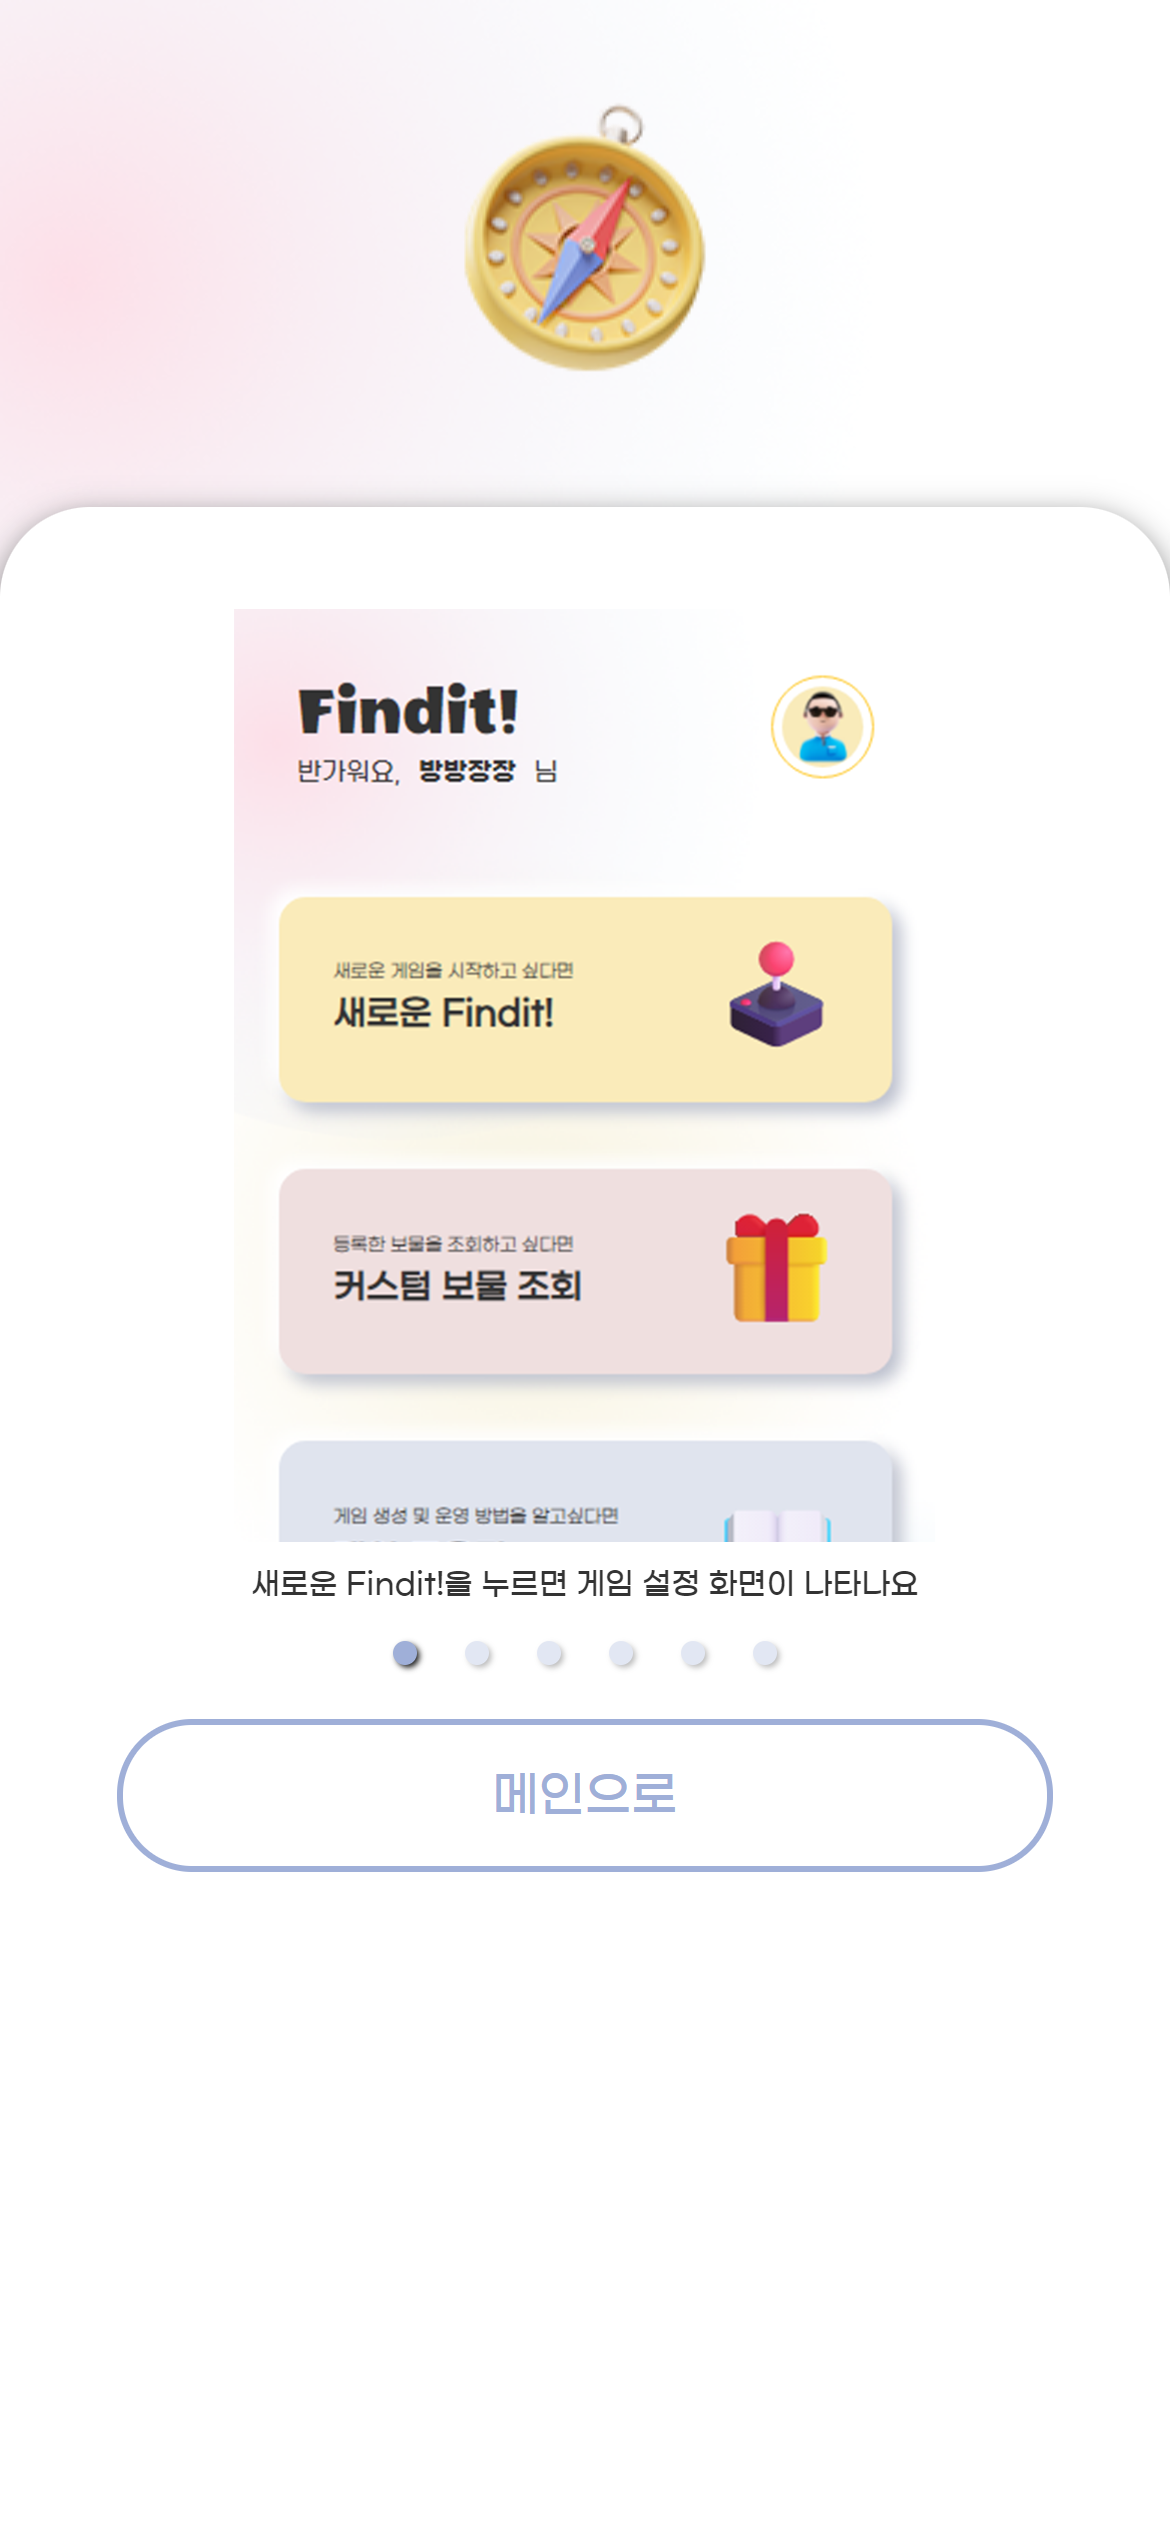 Findit!
반가워요, 방방장장 님
새로운 게임을 시작하고 싶다면
새로운 Findit!
등록한 보물을 조회하고 싶다면
커스텀 보물 조회
게임 생성 및 운영 방법을 알고싶다면
새로운 Findit!을 누르면 게임 설정 화면이 나타나요
메인으로